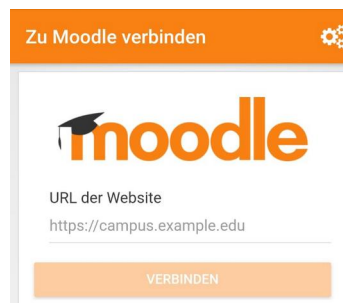 Zu Moodle verbinden
moodle
URL der Website
https://campus.example.edu
VERBINDEN